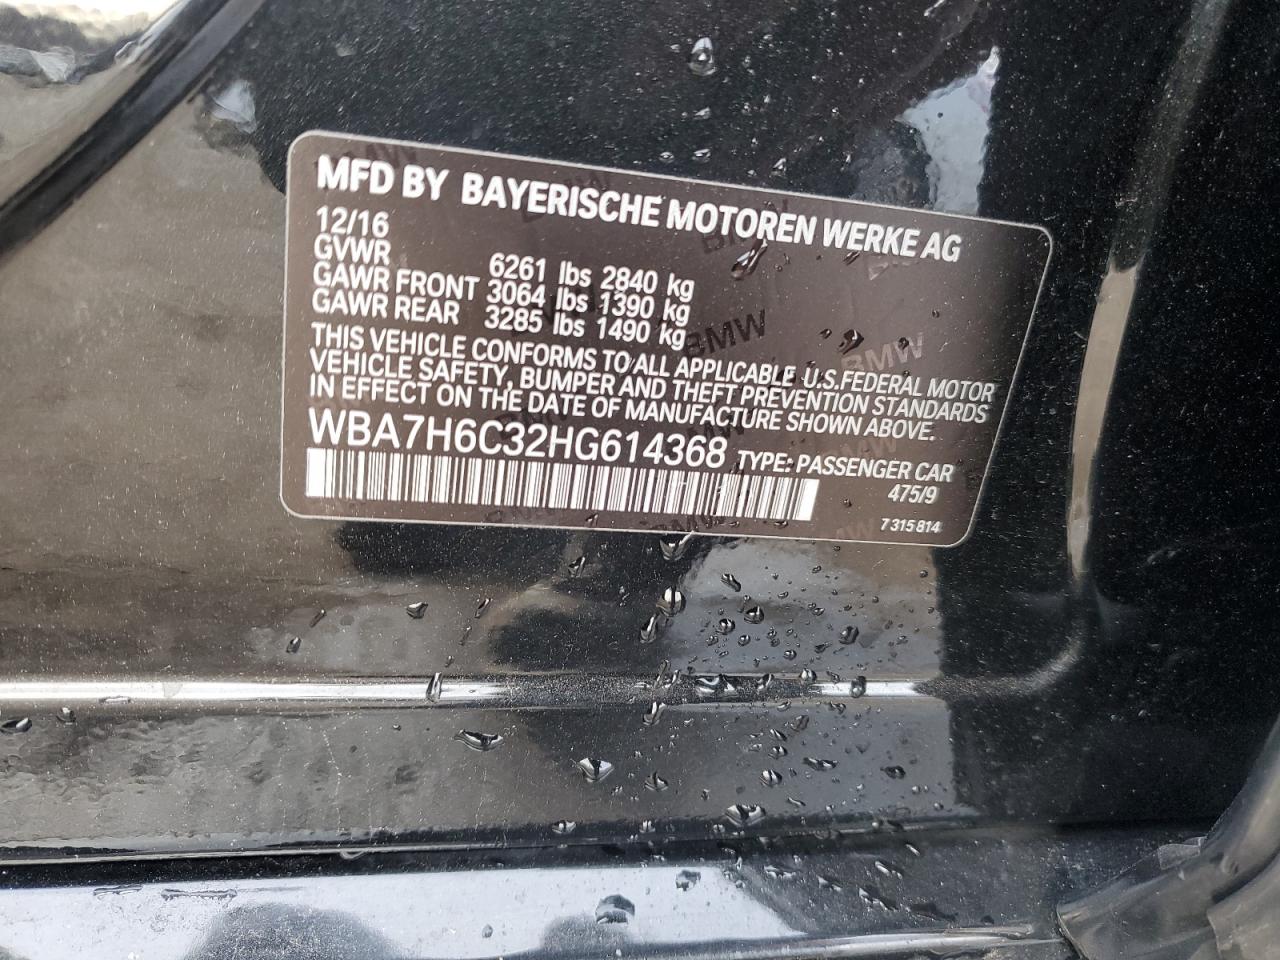 MFD BY BAYERISCHE MOTOREN WERKE AG
12/16
GVWR 6261 lbs 2840 kg
GAWR FRONT 3064 lbs 1390 kg
GAWR REAR 3285 lbs 1490 kg
THIS VEHICLE CONFORMS TO ALL APPLICABLE U.S.FEDERAL MOTOR
VEHICLE SAFETY, BUMPER AND THEFT PREVENTION STANDARDS
IN EFFECT ON THE DATE OF MANUFACTURE SHOWN ABOVE.
WBA7H6C32HG614368 TYPE: PASSENGER CAR
475/9
7 315 814
BMW
BMW